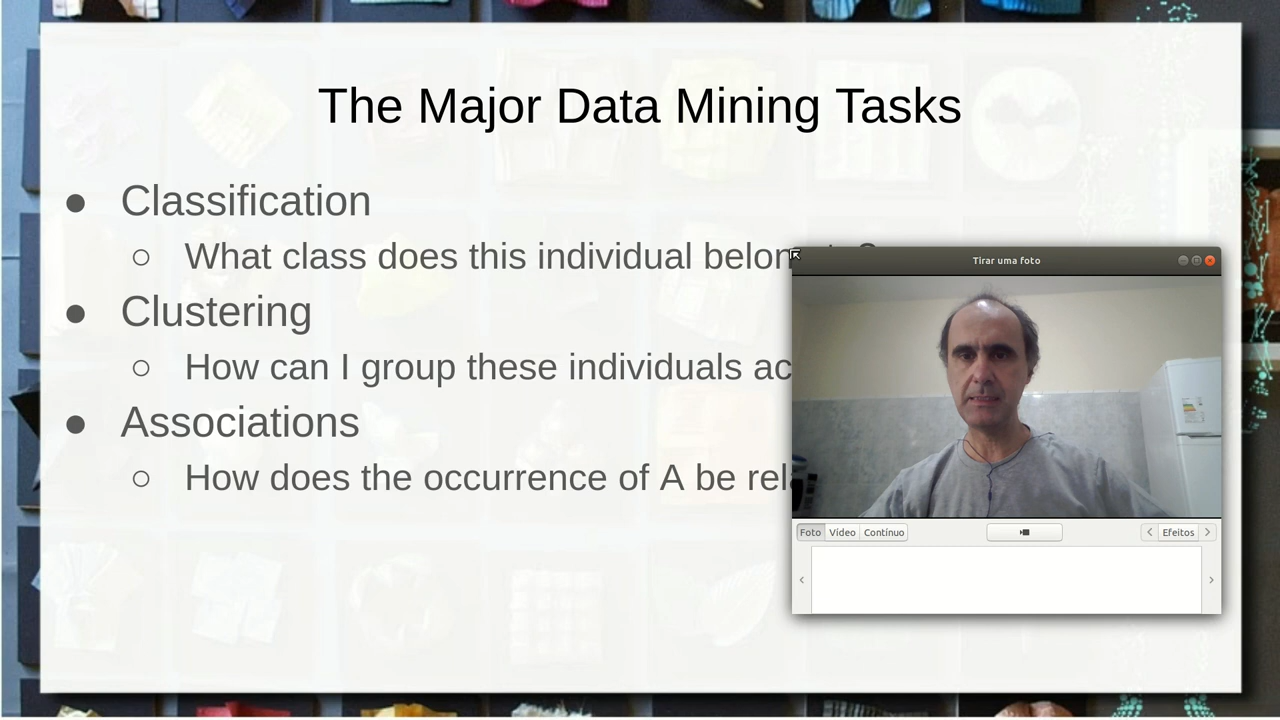 The Major Data Mining Tasks
● Classification
○ What class does this individual belon
● Clustering
○ How can I group these individuals ac
● Associations
○ How does the occurrence of A be rel
Tirar uma foto
Foto Vídeo Contínuo Efeitos